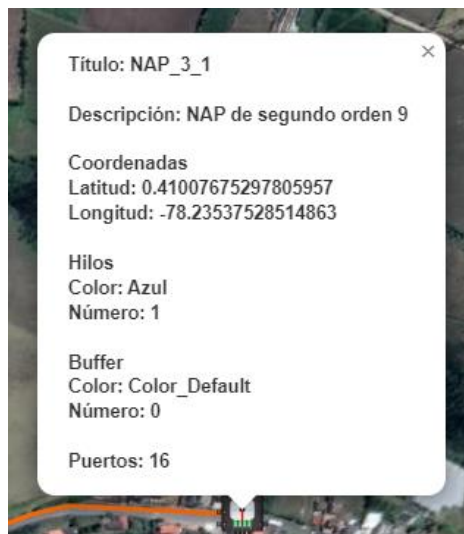 Título: NAP_3_1
Descripción: NAP de segundo orden 9
Coordenadas
Latitud: 0.41007675297805957
Longitud: -78.23537528514863
Hilos
Color: Azul
Número: 1
Buffer
Color: Color_Default
Número: 0
Puertos: 16